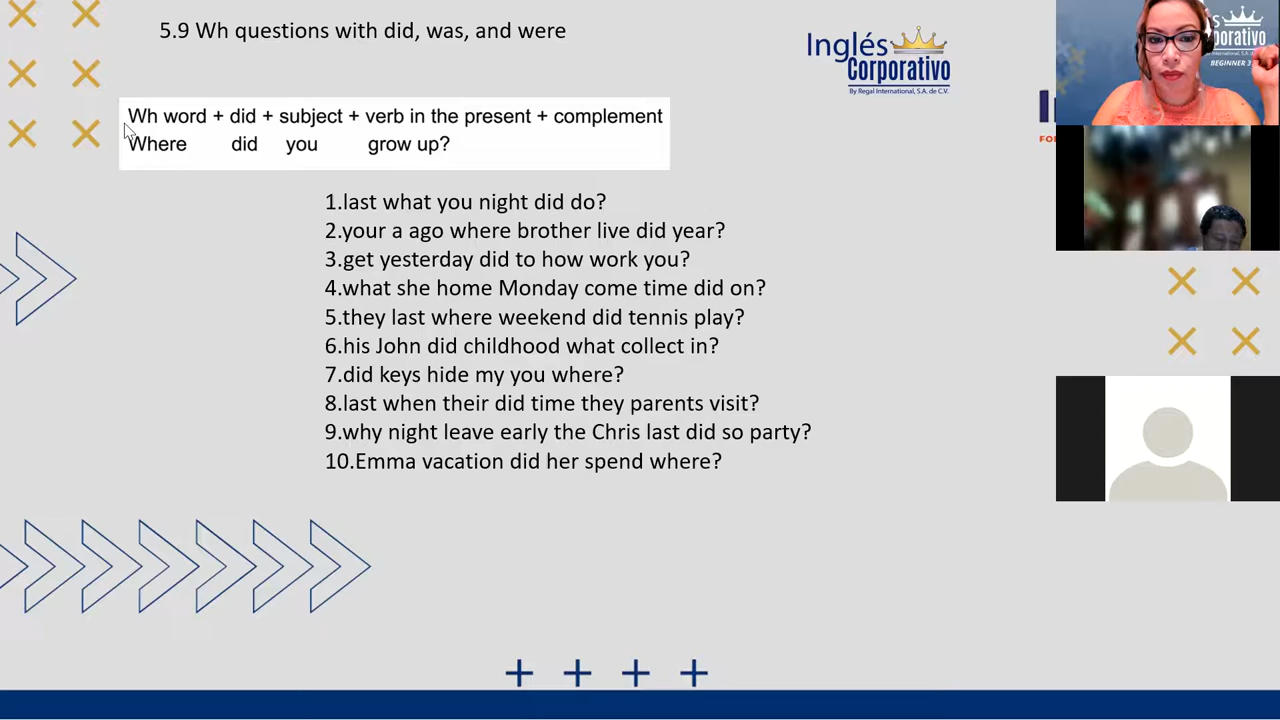 5.9 Wh questions with did, was, and were
Inglés
Corporativo
By Regal International, S.A. de C.V.
Wh word + did + subject + verb in the present + complement
Where did you grow up?
1.last what you night did do?
2.your a ago where brother live did year?
3.get yesterday did to how work you?
4.what she home Monday come time did on?
5.they last where weekend did tennis play?
6.his John did childhood what collect in?
7.did keys hide my you where?
8.last when their did time they parents visit?
9.why night leave early the Chris last did so party?
10.Emma vacation did her spend where?
BEGINNER 3